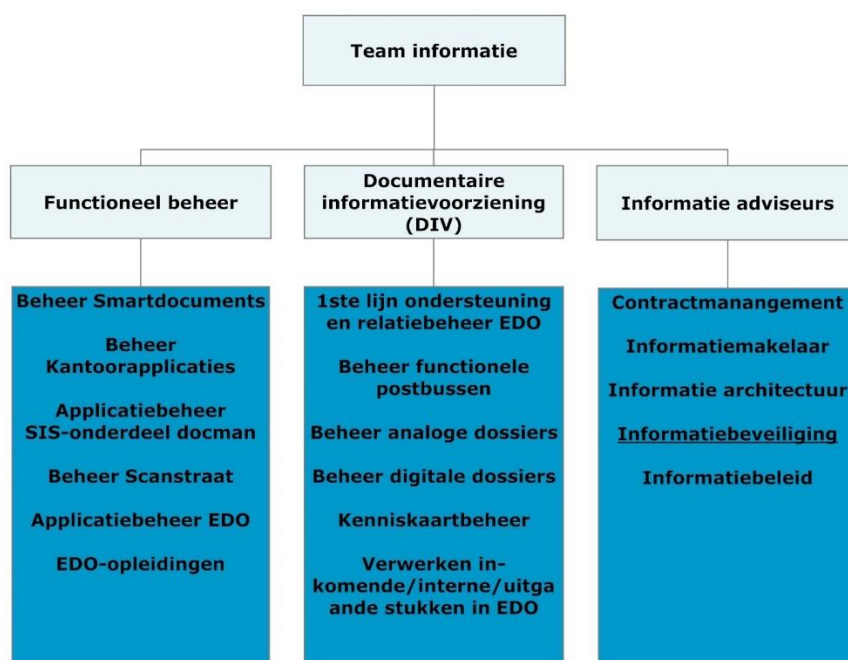 Team informatie
Functioneel beheer
Documentaire
informatievoorziening
(DIV)
Informatie adviseurs
Beheer Smartdocuments
Beheer
Kantoorapplicaties
Applicatiebeheer
SIS-onderdeel docman
Beheer Scanstraat
Applicatiebeheer EDO
EDO-opleidingen
1ste lijn ondersteuning
en relatiebeheer EDO
Beheer functionele
postbussen
Beheer analoge dossiers
Beheer digitale dossiers
Kenniskaartbeheer
Verwerken in-
komende/interne/uitga
ande stukken in EDO
Contractmanangement
Informatiemakelaar
Informatie architectuur
Informatiebeveiliging
Informatiebeleid